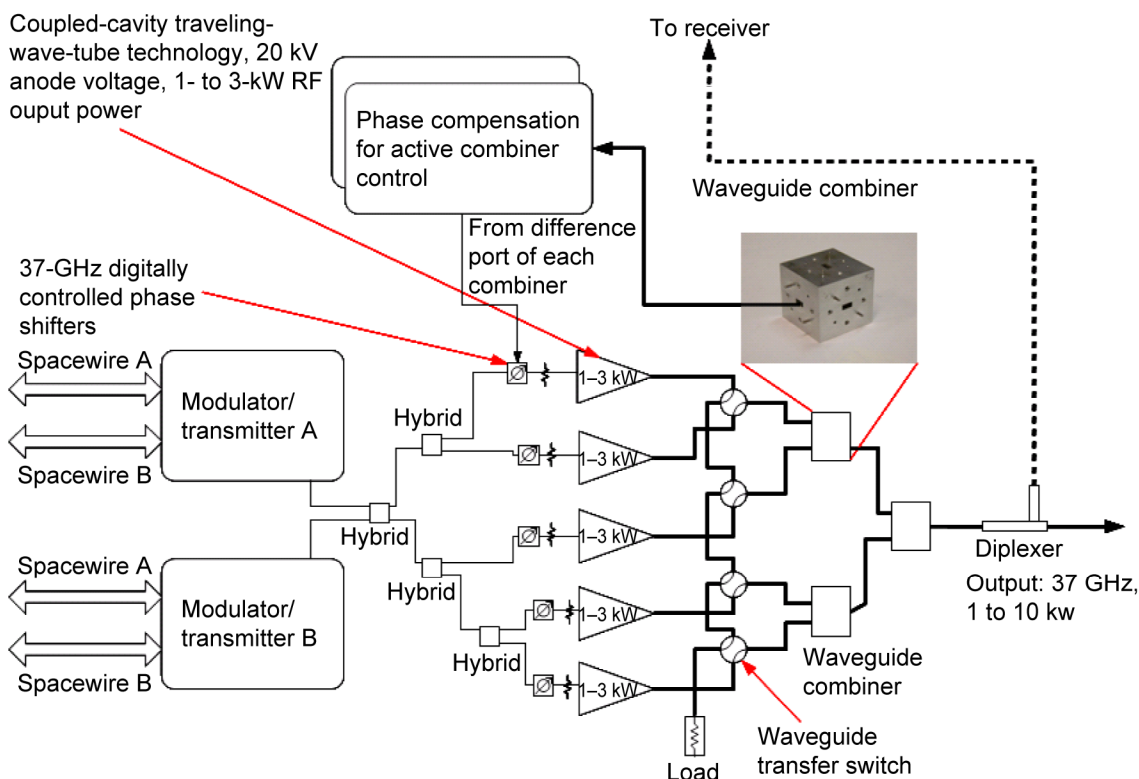 Coupled-cavity traveling-
wave-tube technology, 20 kV
anode voltage, 1- to 3-kW RF
ouput power
To receiver
Phase compensation
for active combiner
control
Waveguide combiner
From difference
port of each
combiner
37-GHz digitally
controlled phase
shifters
Spacewire A
Modulator/
transmitter A
Spacewire B
Hybrid
1–3 kW
1–3 kW
Hybrid
1–3 kW
Hybrid
Spacewire A
Modulator/
transmitter B
Spacewire B
1–3 kW
Hybrid
1–3 kW
Diplexer
Output: 37 GHz,
1 to 10 kw
Waveguide
combiner
Waveguide
transfer switch
Load